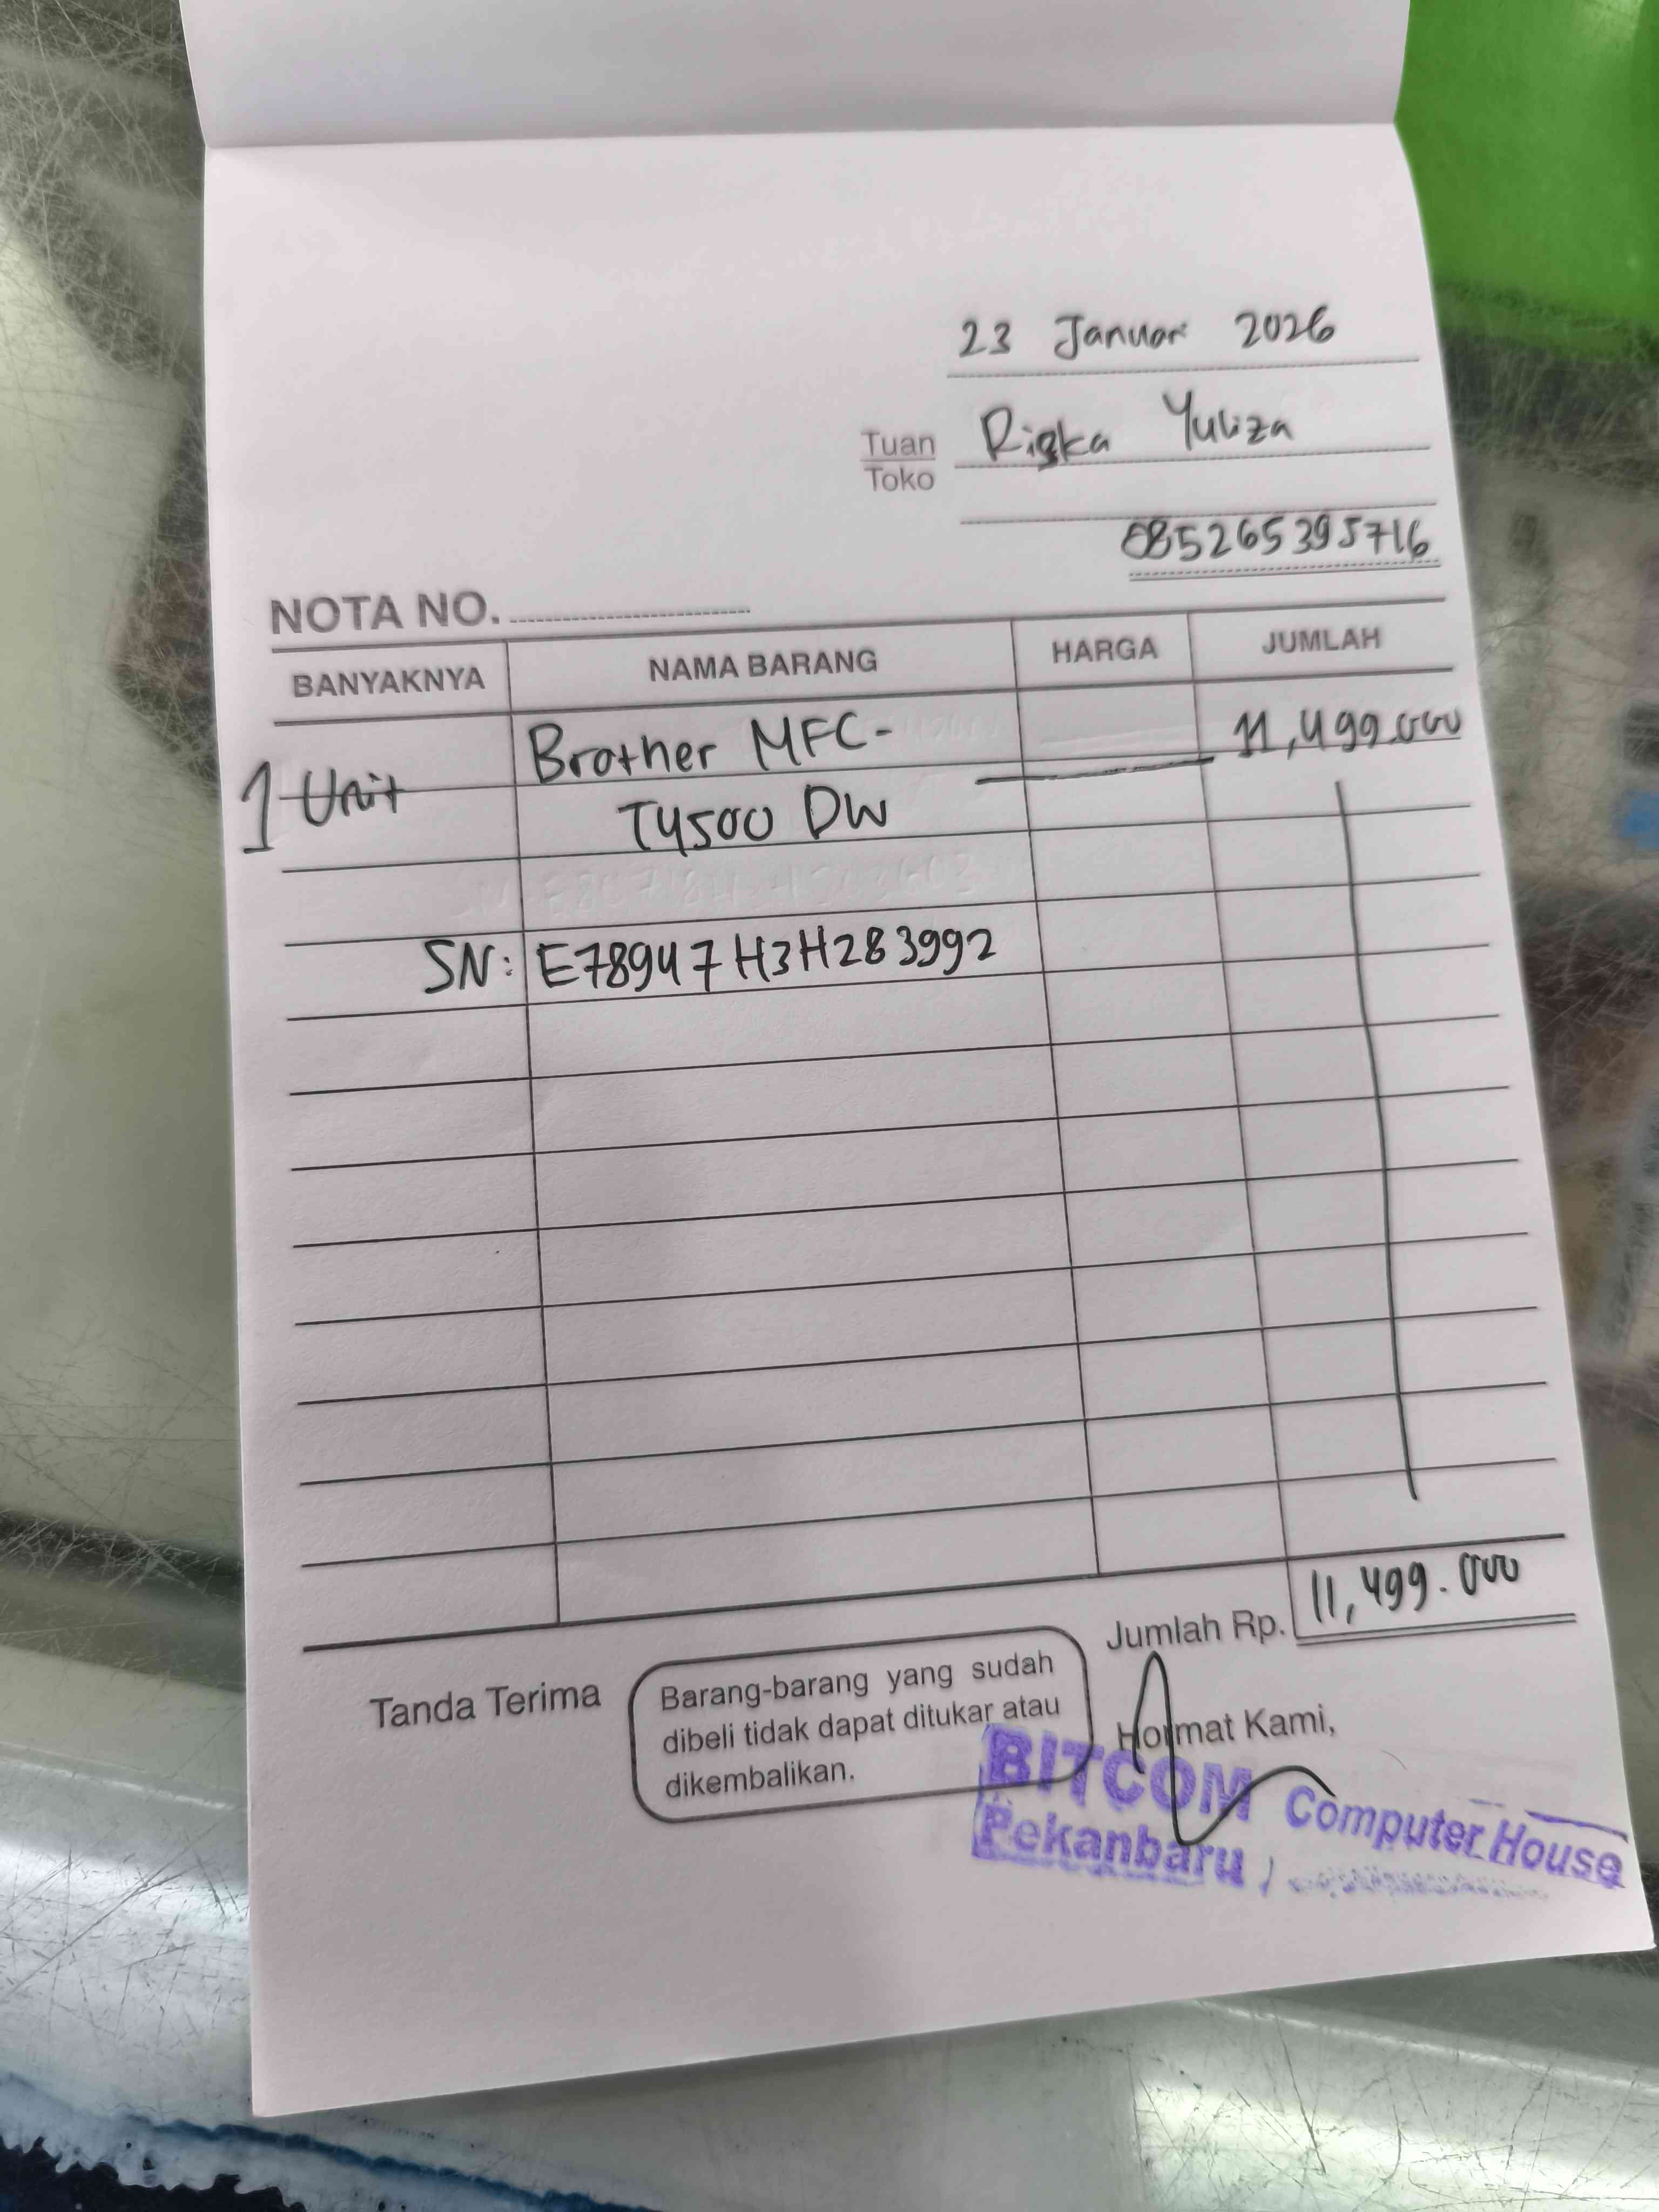 23 Januari 2026
Tuan Riska Yuliza
Toko
085265395716
NOTA NO.
BANYAKNYA NAMA BARANG HARGA JUMLAH
1 Unit Brother MFC- 11,499.000
T4500 DW
SN: E78947H3H283992
Jumlah Rp. 11,499.000
Tanda Terima
Barang-barang yang sudah
dibeli tidak dapat ditukar atau
dikembalikan.
Hormat Kami,
BITCOM Computer House
Pekanbaru